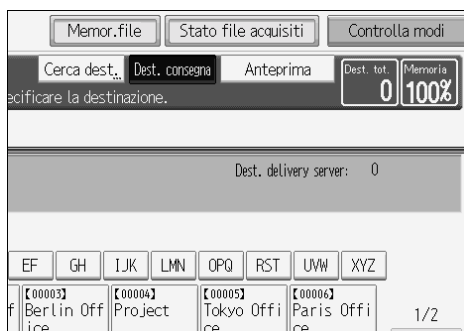 Memor.file Stato file acquisiti Controlla modi
Cerca dest. Dest. consegna Anteprima Dest. tot. Memoria
ecificare la destinazione. 0 100%
Dest. delivery server: 0
EF GH IJK LMN OPQ RST UVW XYZ
【00003】 【00004】 【00005】 【00006】
f Berlin Off Project Tokyo Offi Paris Offi 1/2
ice ce ce